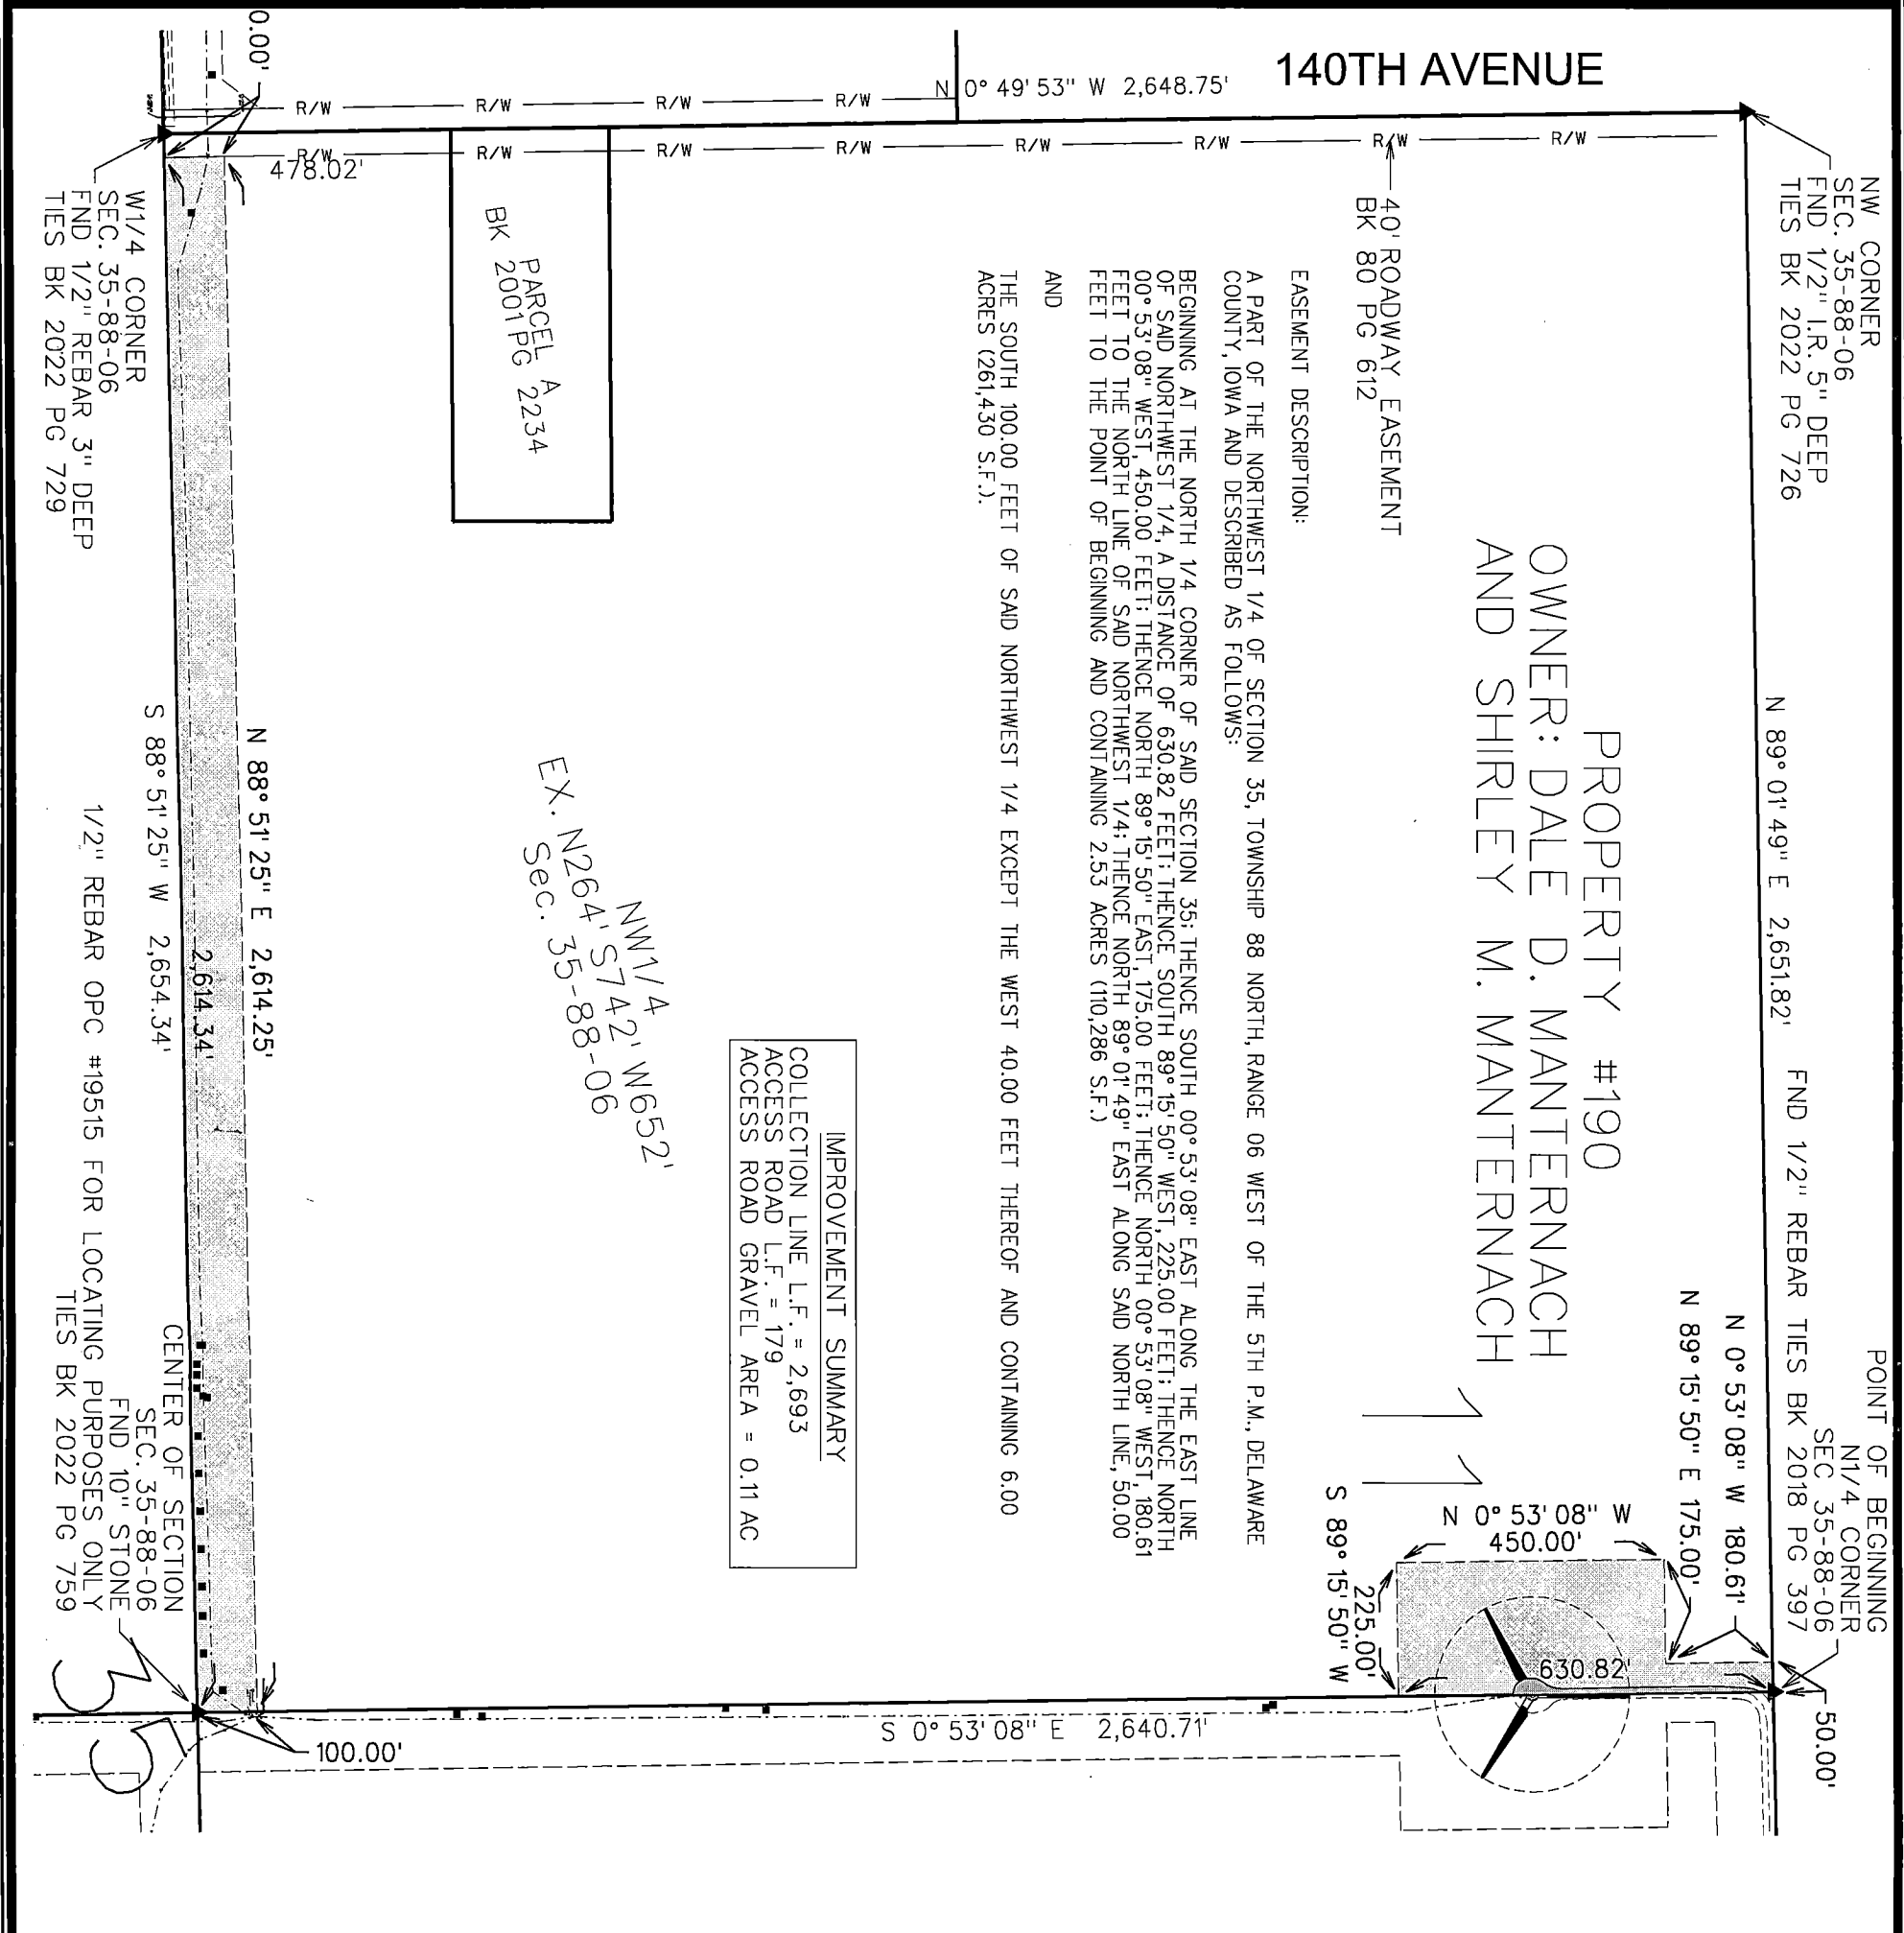 140TH AVENUE
N 0° 49' 53" W 2,648.75'
R/W R/W R/W R/W
R/W R/W R/W R/W R/W R/W R/W R/W
478.02'
0.00'
NW CORNER
SEC. 35-88-06
FND 1/2" I.R. 5" DEEP
TIES BK 2022 PG 726
N 89° 01' 49" E 2,651.82'
POINT OF BEGINNING
N1/4 CORNER
SEC 35-88-06
FND 1/2" REBAR TIES BK 2018 PG 397
50.00'
N 0° 53' 08" W 180.61'
N 89° 15' 50" E 175.00'
N 0° 53' 08" W
450.00'
S 89° 15' 50" W
225.00'
630.82'
PROPERTY #190
OWNER: DALE D. MANTERNACH
AND SHIRLEY M. MANTERNACH
11
40' ROADWAY EASEMENT
BK 80 PG 612
EASEMENT DESCRIPTION:
A PART OF THE NORTHWEST 1/4 OF SECTION 35, TOWNSHIP 88 NORTH, RANGE 06 WEST OF THE 5TH P.M., DELAWARE
COUNTY, IOWA AND DESCRIBED AS FOLLOWS:
BEGINNING AT THE NORTH 1/4 CORNER OF SAID SECTION 35; THENCE SOUTH 00° 53' 08" EAST ALONG THE EAST LINE
OF SAID NORTHWEST 1/4, A DISTANCE OF 630.82 FEET; THENCE SOUTH 89° 15' 50" WEST, 225.00 FEET; THENCE NORTH
00° 53' 08" WEST, 450.00 FEET; THENCE NORTH 89° 15' 50" EAST, 175.00 FEET; THENCE NORTH 00° 53' 08" WEST, 180.61
FEET TO THE NORTH LINE OF SAID NORTHWEST 1/4; THENCE NORTH 89° 01' 49" EAST ALONG SAID NORTH LINE, 50.00
FEET TO THE POINT OF BEGINNING AND CONTAINING 2.53 ACRES (110,286 S.F.)
AND
THE SOUTH 100.00 FEET OF SAID NORTHWEST 1/4 EXCEPT THE WEST 40.00 FEET THEREOF AND CONTAINING 6.00
ACRES (261,430 S.F.).
IMPROVEMENT SUMMARY
COLLECTION LINE L.F. = 2,693
ACCESS ROAD L.F. = 179
ACCESS ROAD GRAVEL AREA = 0.11 AC
PARCEL A
BK 2001 PG 2234
NW1/4
EX. N264' S742' W652'
Sec. 35-88-06
N 88° 51' 25" E 2,614.25'
2,614.34'
S 88° 51' 25" W 2,654.34'
W1/4 CORNER
SEC. 35-88-06
FND 1/2" REBAR 3" DEEP
TIES BK 2022 PG 729
CENTER OF SECTION
SEC. 35-88-06
FND 10" STONE
1/2" REBAR OPC #19515 FOR LOCATING PURPOSES ONLY
TIES BK 2022 PG 759
35
S 0° 53' 08" E 2,640.71'
100.00'